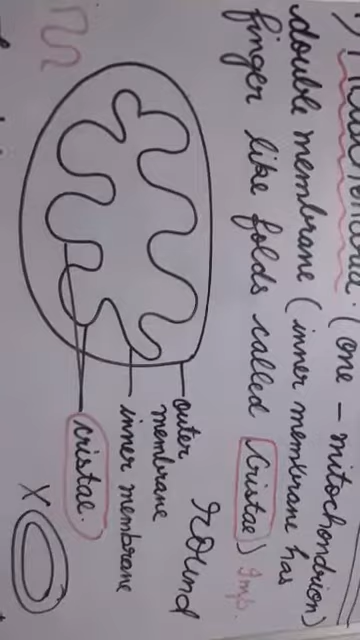 Mitochondria: (one - mitochondrion)
double membrane (inner membrane has
finger like folds called Cristae) Imp.
round
outer
membrane
inner membrane
cristae.
X